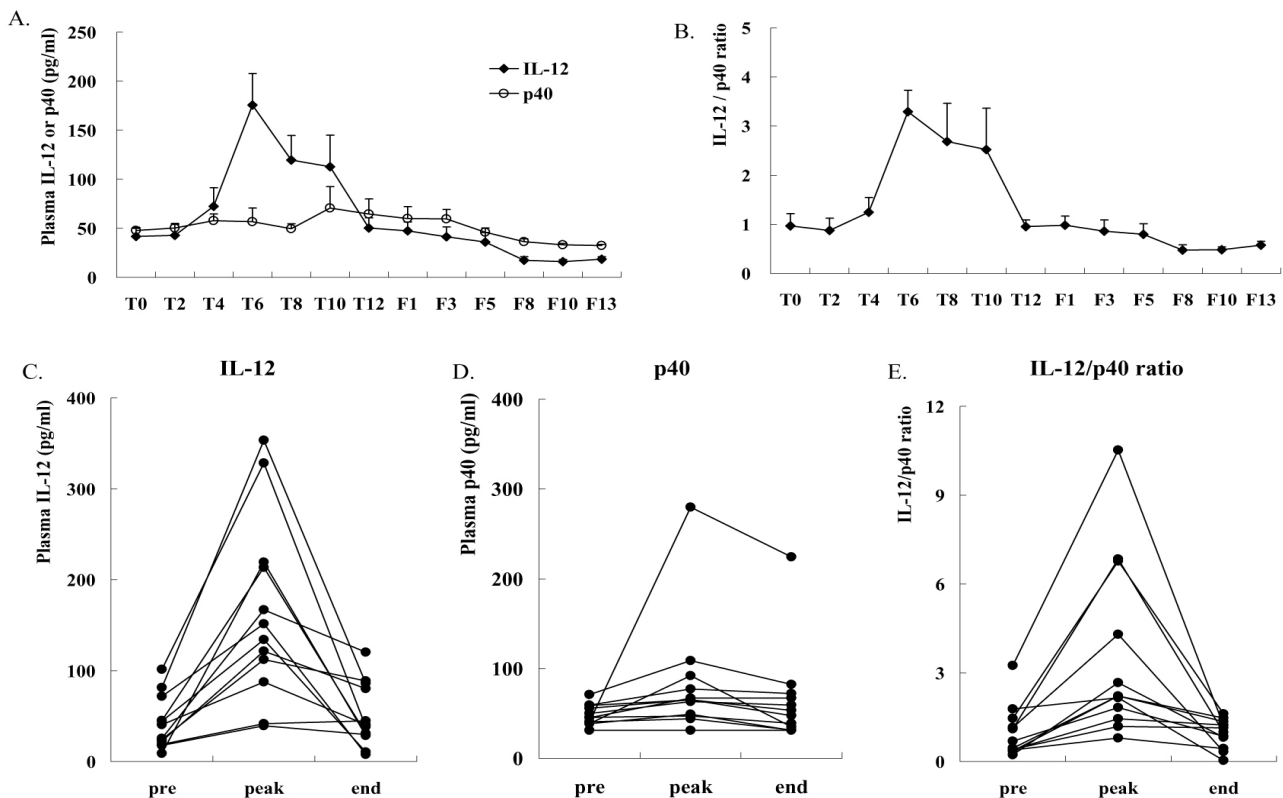 A.
Plasma IL-12 or p40 (pg/ml)
250
200
150
100
50
0
IL-12
p40
T0 T2 T4 T6 T8 T10 T12 F1 F3 F5 F8 F10 F13
B.
IL-12 / p40 ratio
5
4
3
2
1
0
T0 T2 T4 T6 T8 T10 T12 F1 F3 F5 F8 F10 F13
C.
IL-12
Plasma IL-12 (pg/ml)
400
300
200
100
0
pre peak end
D.
p40
Plasma p40 (pg/ml)
400
300
200
100
0
pre peak end
E.
IL-12/p40 ratio
IL-12/p40 ratio
12
9
6
3
0
pre peak end